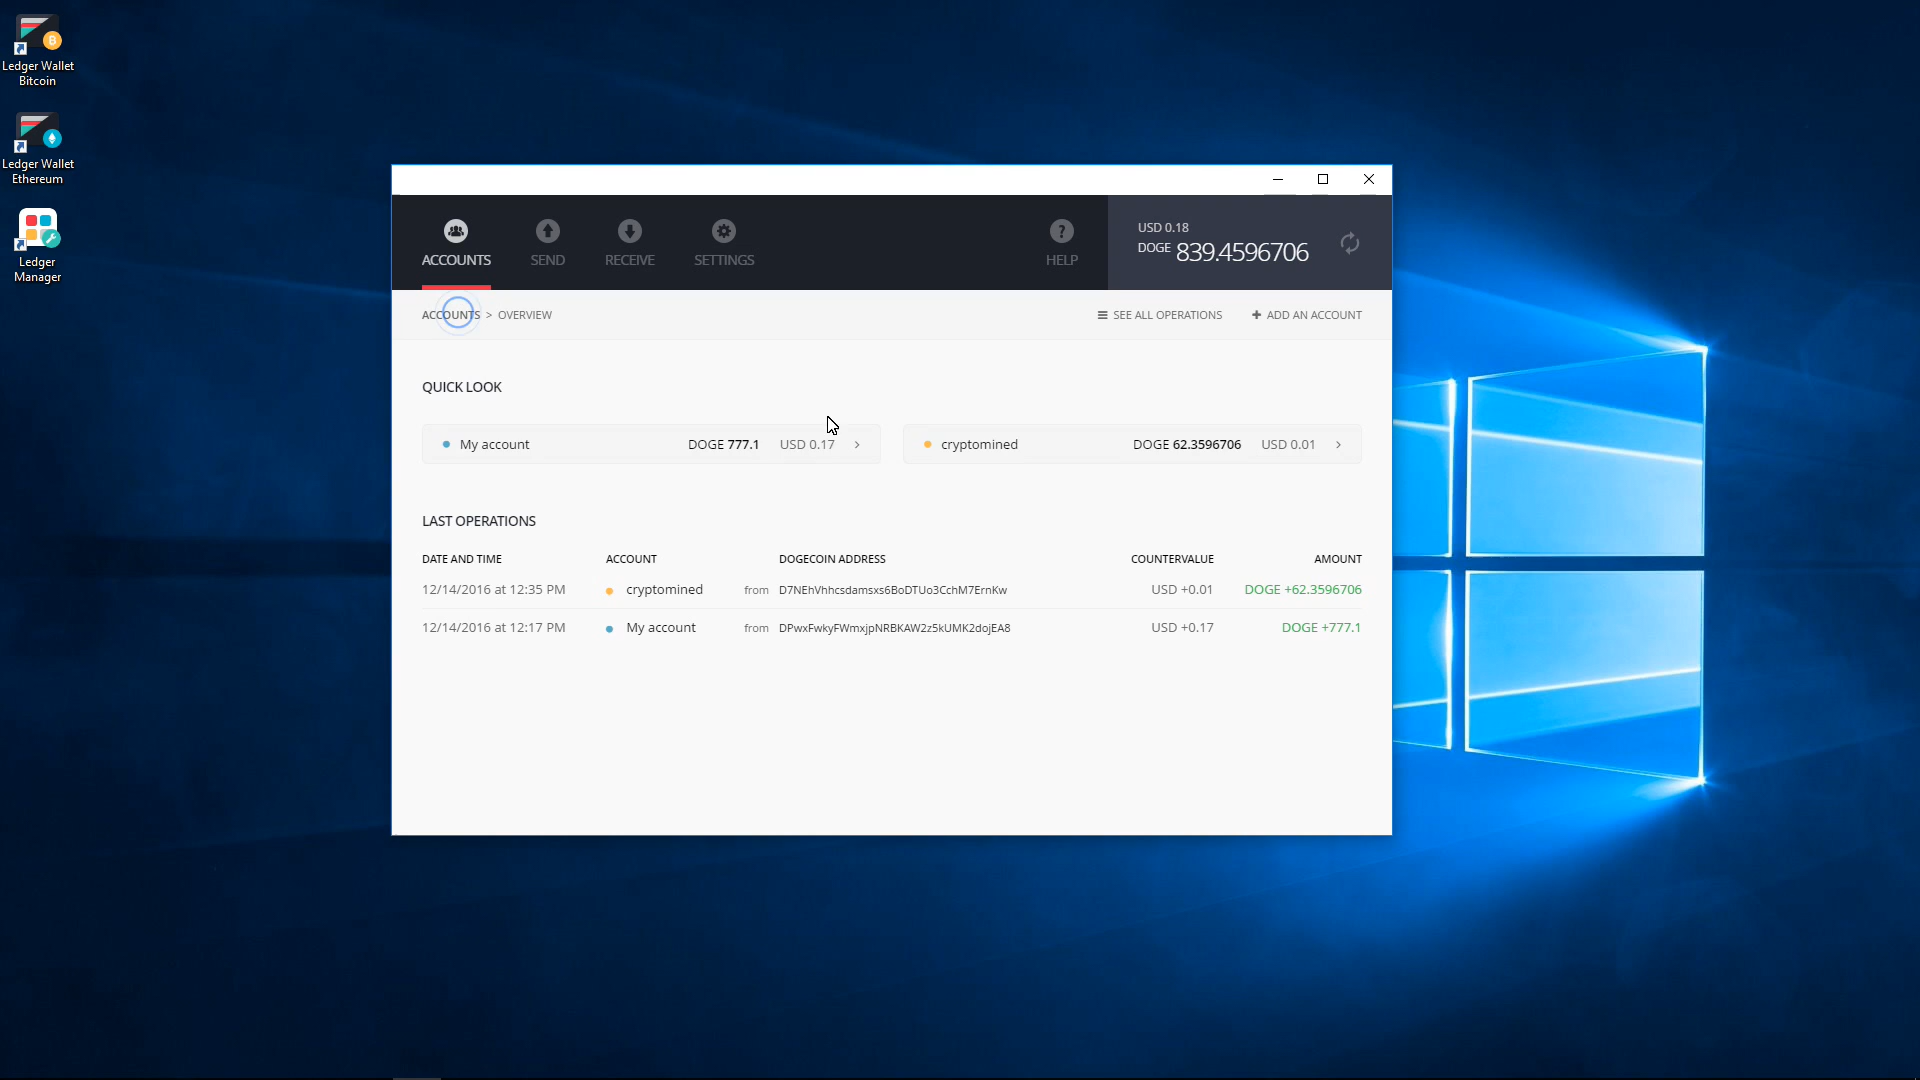 Ledger Wallet
Bitcoin
Ledger Wallet
Ethereum
Ledger
Manager
ACCOUNTS
SEND
RECEIVE
SETTINGS
HELP
USD 0.18
DOGE 839.4596706
ACCOUNTS > OVERVIEW
SEE ALL OPERATIONS
ADD AN ACCOUNT
QUICK LOOK
My account DOGE 777.1 USD 0.17
cryptomined DOGE 62.3596706 USD 0.01
LAST OPERATIONS
DATE AND TIME ACCOUNT DOGECOIN ADDRESS COUNTERVALUE AMOUNT
12/14/2016 at 12:35 PM cryptomined from D7NEhVhhcsdamsxs6BoDTUo3CchM7ErnKw USD +0.01 DOGE +62.3596706
12/14/2016 at 12:17 PM My account from DPwxFwkyFWmxjpNRBKAW2z5kUMK2dojEA8 USD +0.17 DOGE +777.1